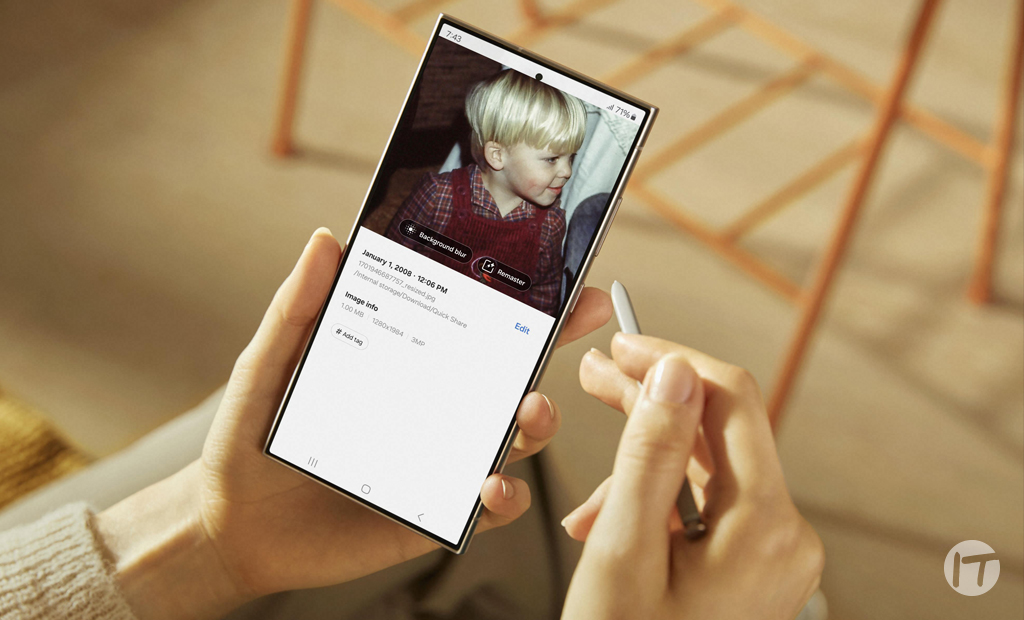 7:43
71%
Background blur
Remaster
January 1, 2008 · 12:06 PM
1701946687757_resized.jpg
/Internal storage/Download/Quick Share
Edit
Image info
1.00 MB 1280x1984 3MP
# Add tag
IT